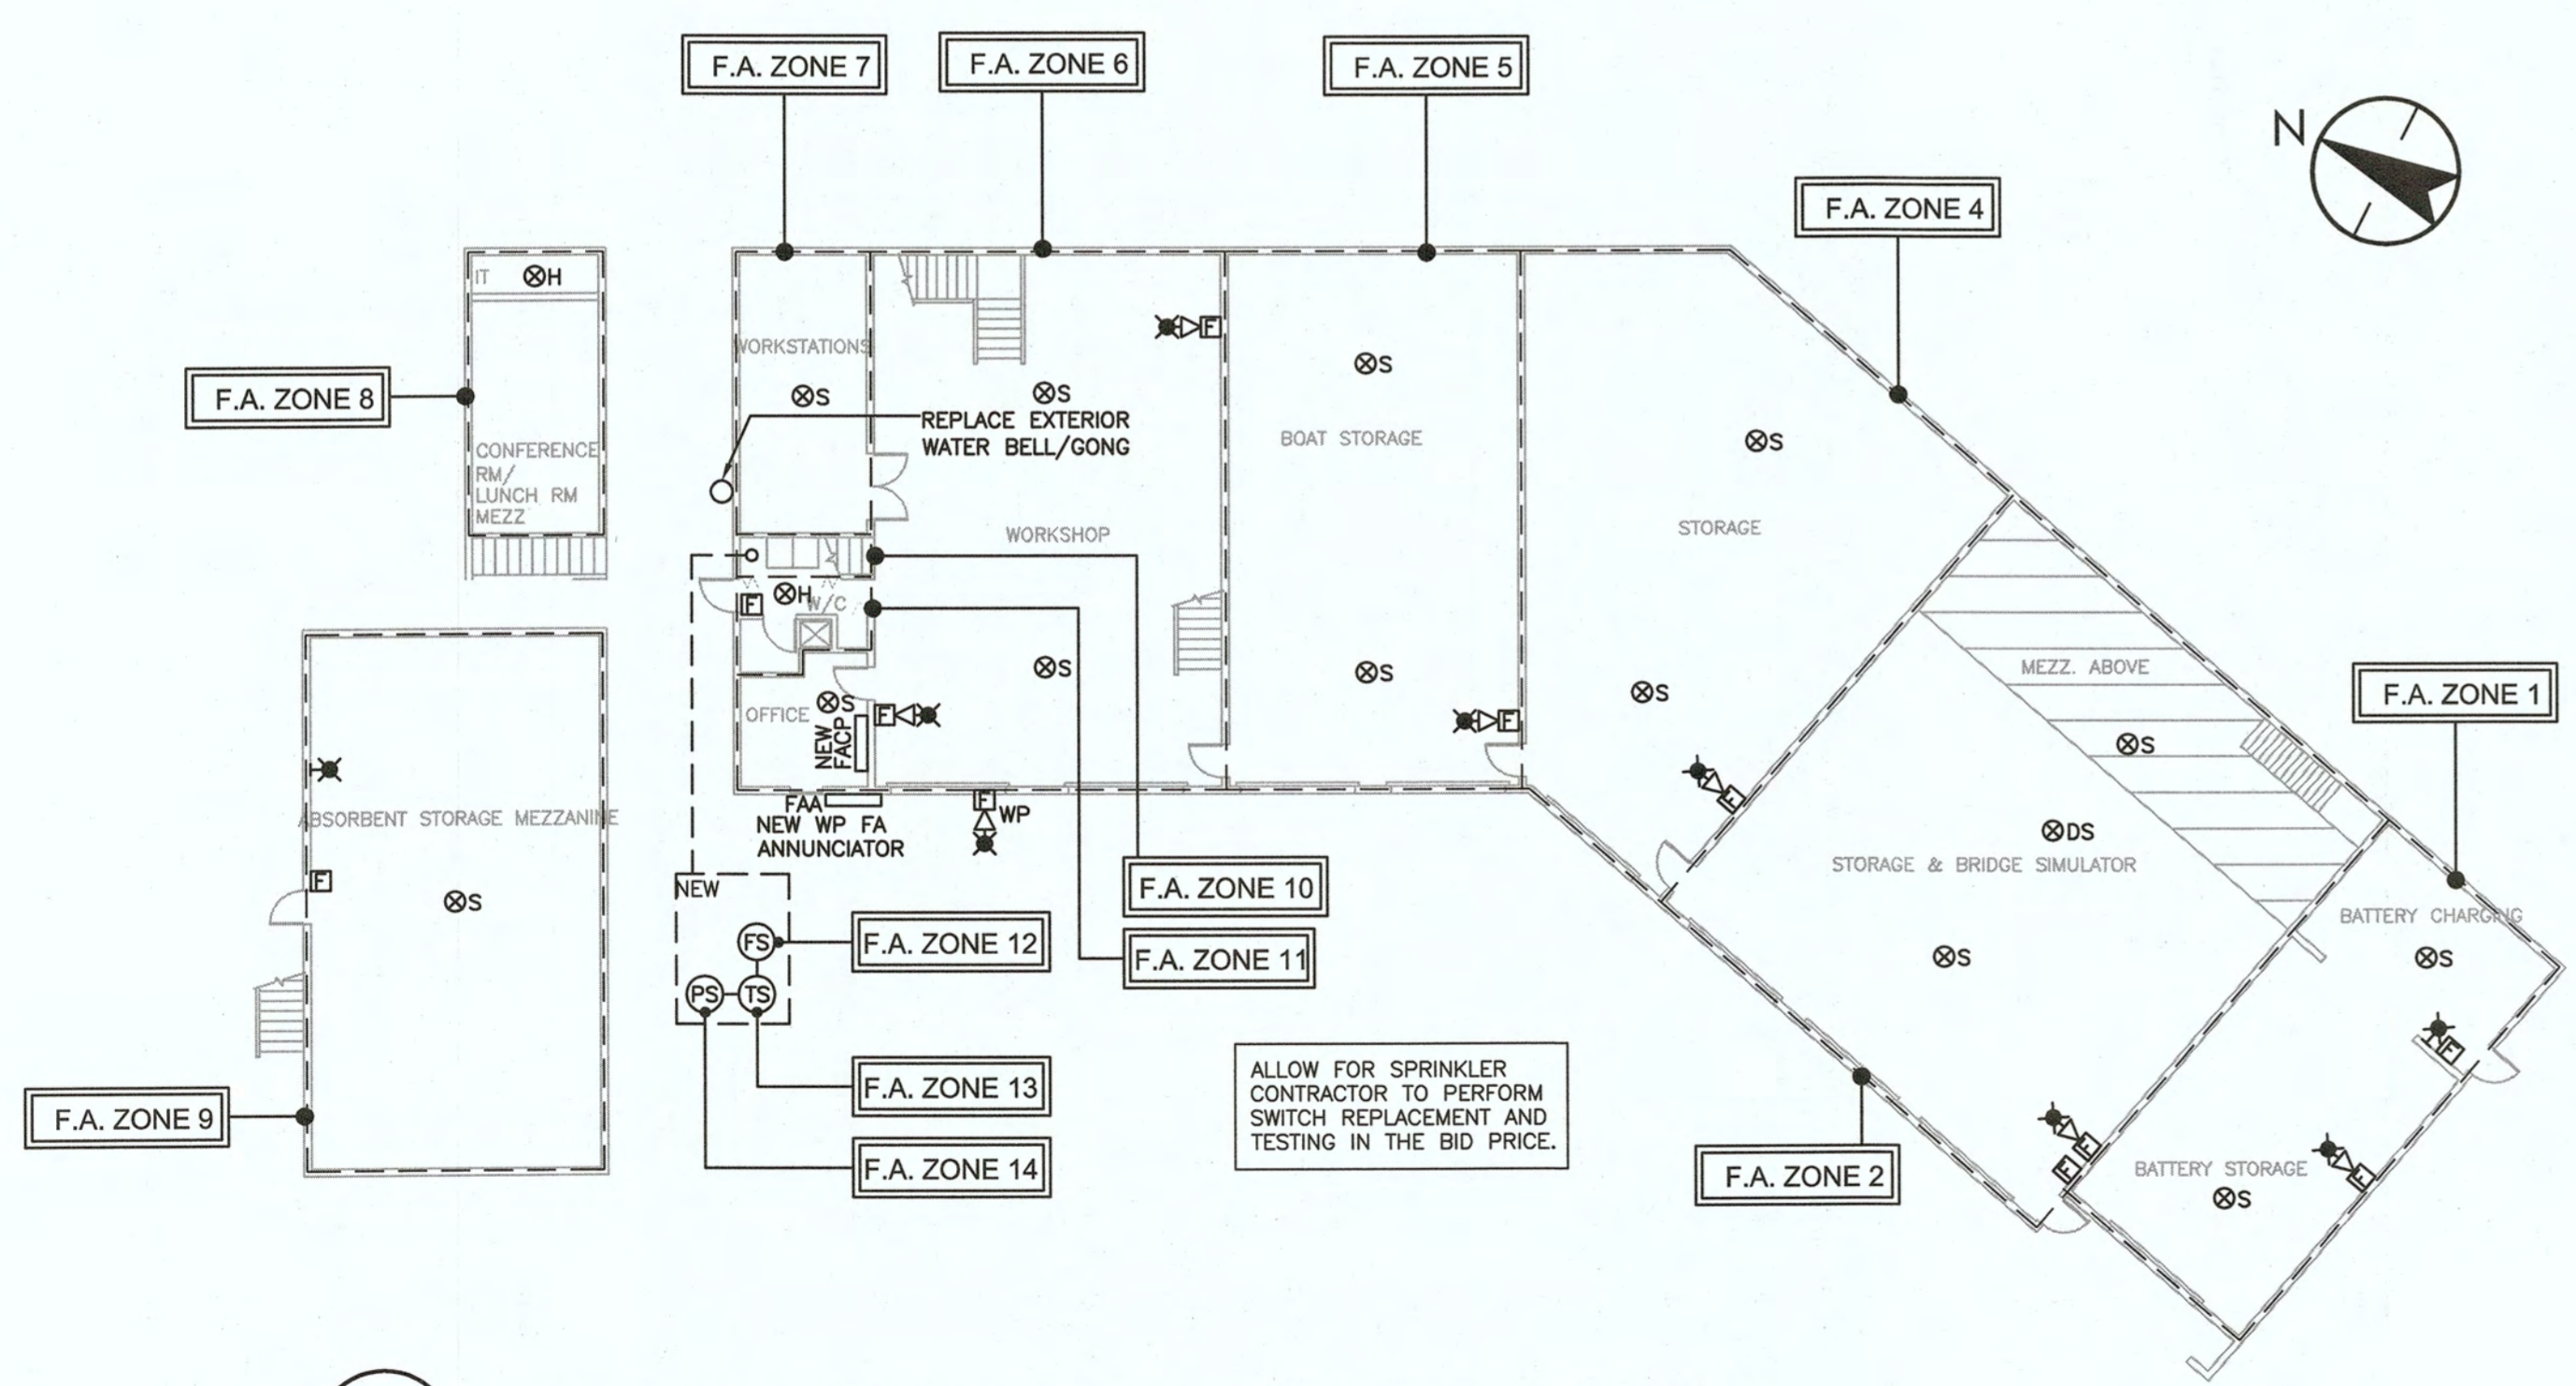 F.A. ZONE 7
F.A. ZONE 6
F.A. ZONE 5
N
F.A. ZONE 4
IT
H
F.A. ZONE 8
CONFERENCE
RM/
LUNCH RM
MEZZ
WORKSTATIONS
S
F
S
REPLACE EXTERIOR
WATER BELL/GONG
WORKSHOP
S
BOAT STORAGE
S
STORAGE
H
F
W/C
S
S
S
S
OFFICE
NEW
FACP
F
F
F
MEZZ. ABOVE
S
F.A. ZONE 1
FAA
NEW WP FA
ANNUNCIATOR
F
WP
ABSORBENT STORAGE MEZZANINE
F
S
DS
STORAGE & BRIDGE SIMULATOR
S
BATTERY CHARGING
S
F
NEW
FS
PS
TS
F.A. ZONE 10
F.A. ZONE 12
F.A. ZONE 11
F.A. ZONE 13
F.A. ZONE 14
F.A. ZONE 9
ALLOW FOR SPRINKLER
CONTRACTOR TO PERFORM
SWITCH REPLACEMENT AND
TESTING IN THE BID PRICE.
F.A. ZONE 2
F
F
BATTERY STORAGE
S
F